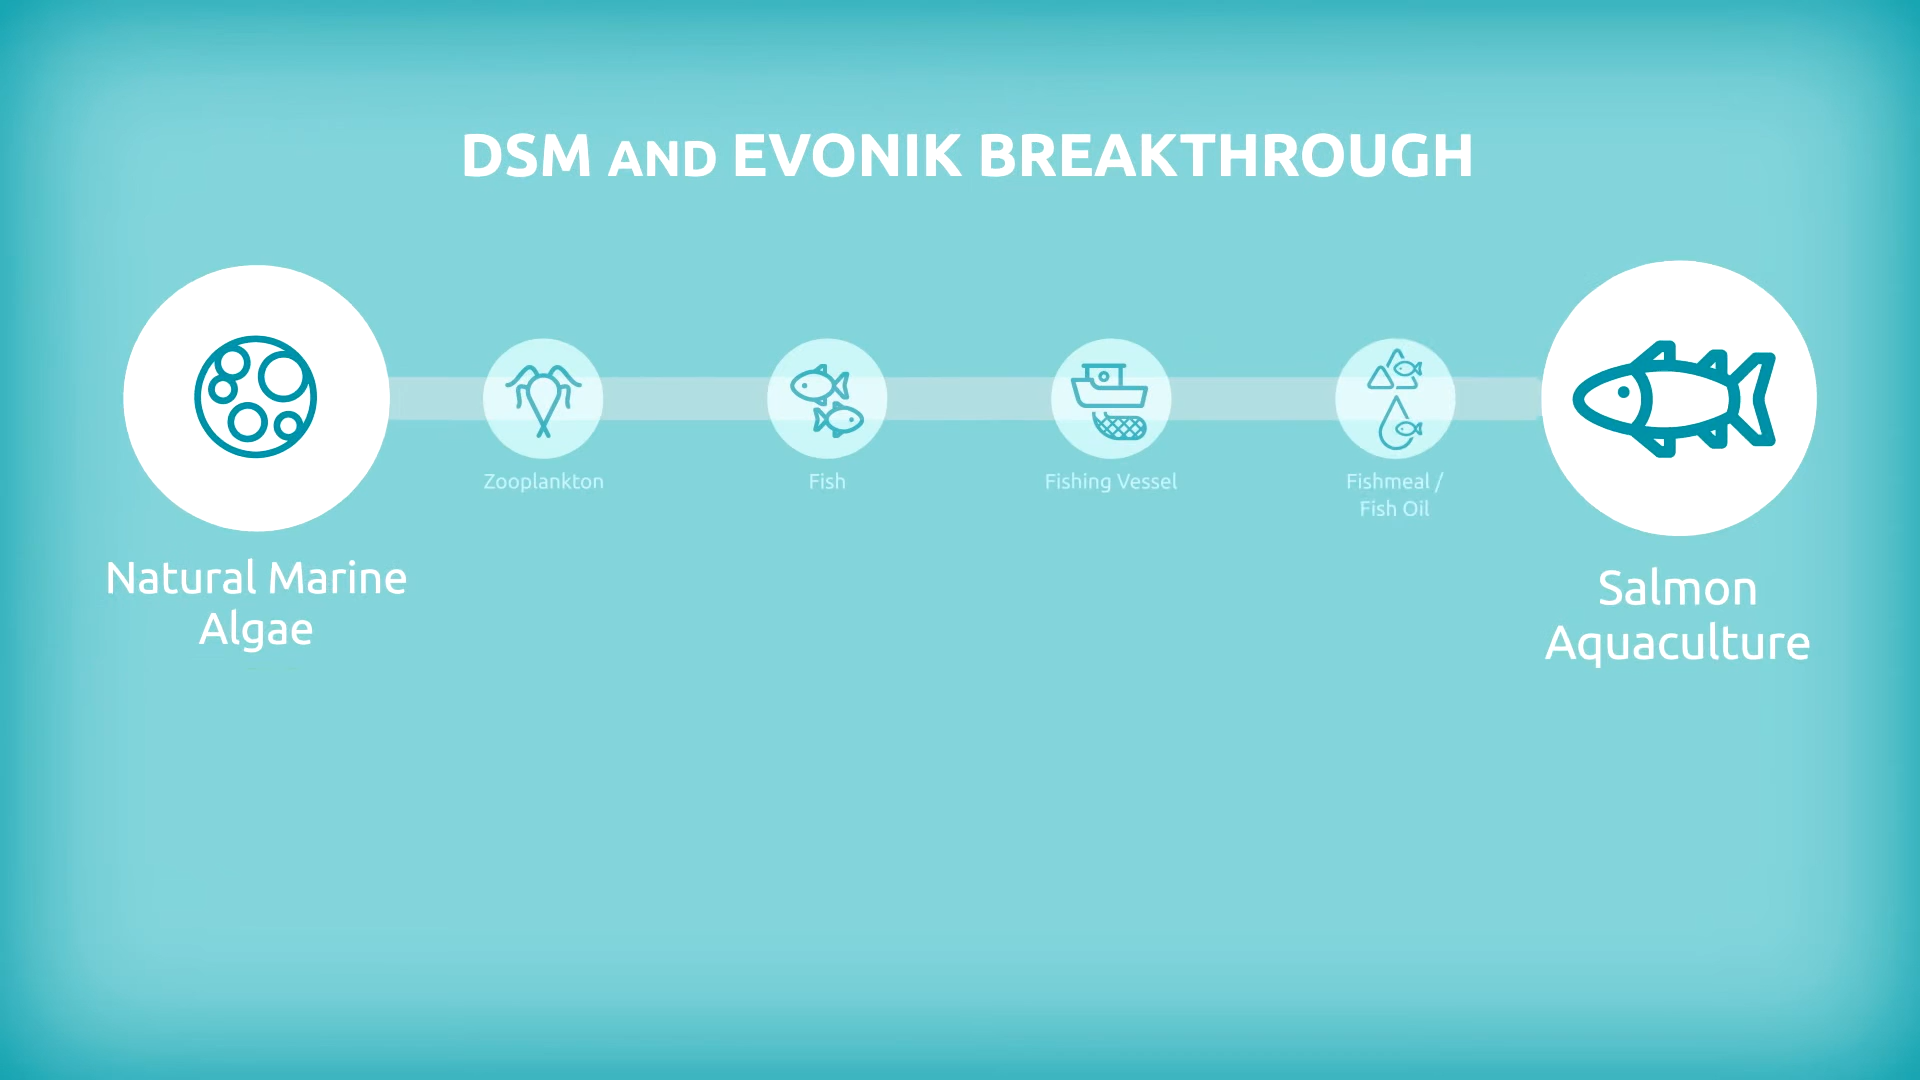 DSM AND EVONIK BREAKTHROUGH
Zooplankton
Fish
Fishing Vessel
Fishmeal /
Fish Oil
Natural Marine
Algae
Salmon
Aquaculture